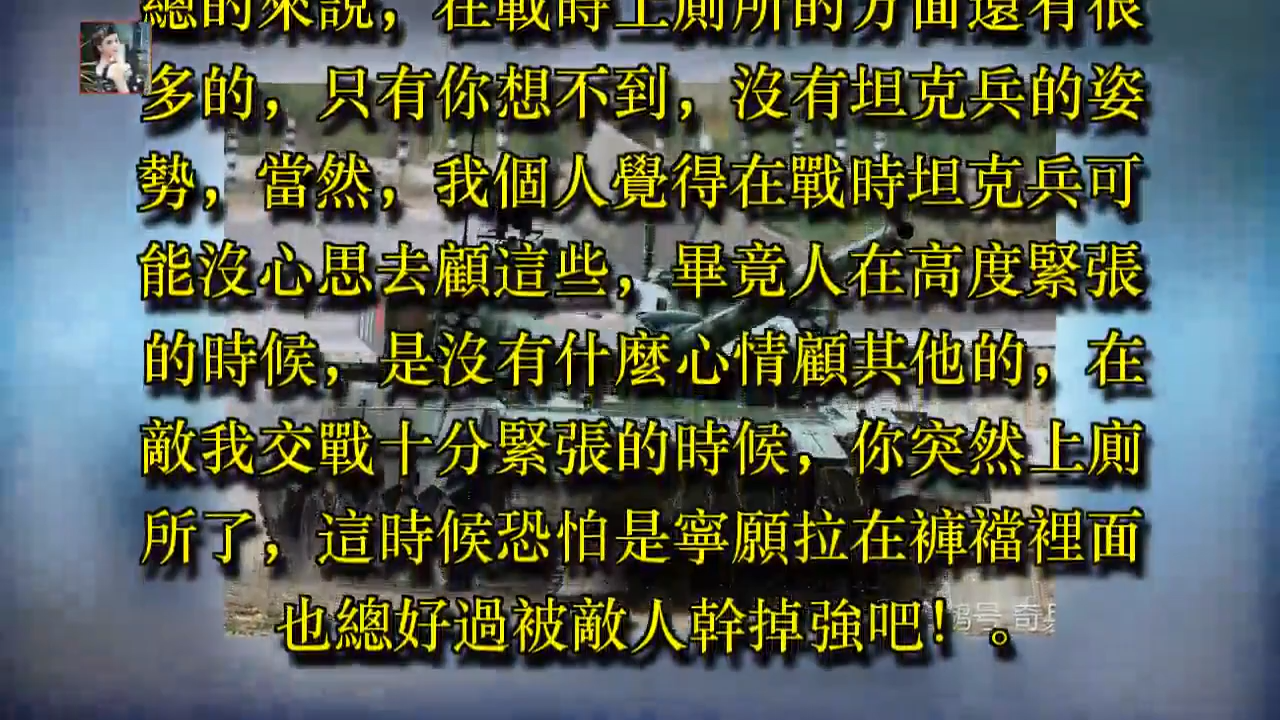 總的來說，在戰時上廁所的方面還有很
多的，只有你想不到，沒有坦克兵的姿
勢，當然，我個人覺得在戰時坦克兵可
能沒心思去顧這些，畢竟人在高度緊張
的時候，是沒有什麼心情顧其他的，在
敵我交戰十分緊張的時候，你突然上廁
所了，這時候恐怕是寧願拉在褲襠裡面
也總好過被敵人幹掉強吧！。
鹅号 奇兵